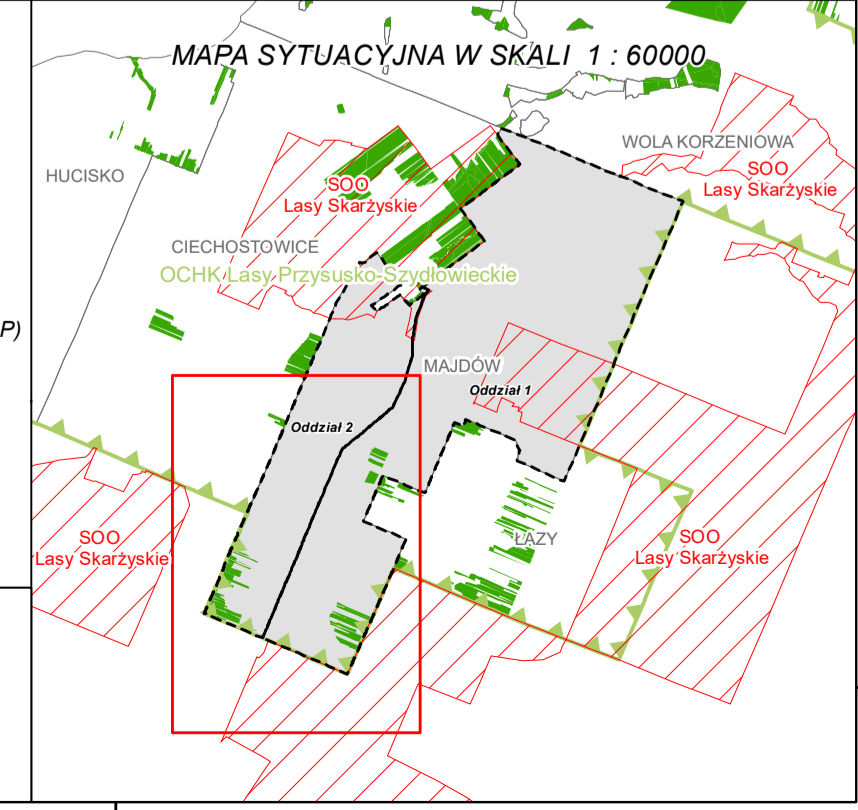 MAPA SYTUACYJNA W SKALI 1 : 60000
WOLA KORZENIOWA
SOO
Lasy Skarżyskie
HUCISKO
SOO
Lasy Skarżyskie
CIECHOSTOWICE
OCHK Lasy Przysusko-Szydłowieckie
P)
MAJDÓW
Oddział 1
Oddział 2
SOO
Lasy Skarżyskie
ŁAZY
SOO
Lasy Skarżyskie